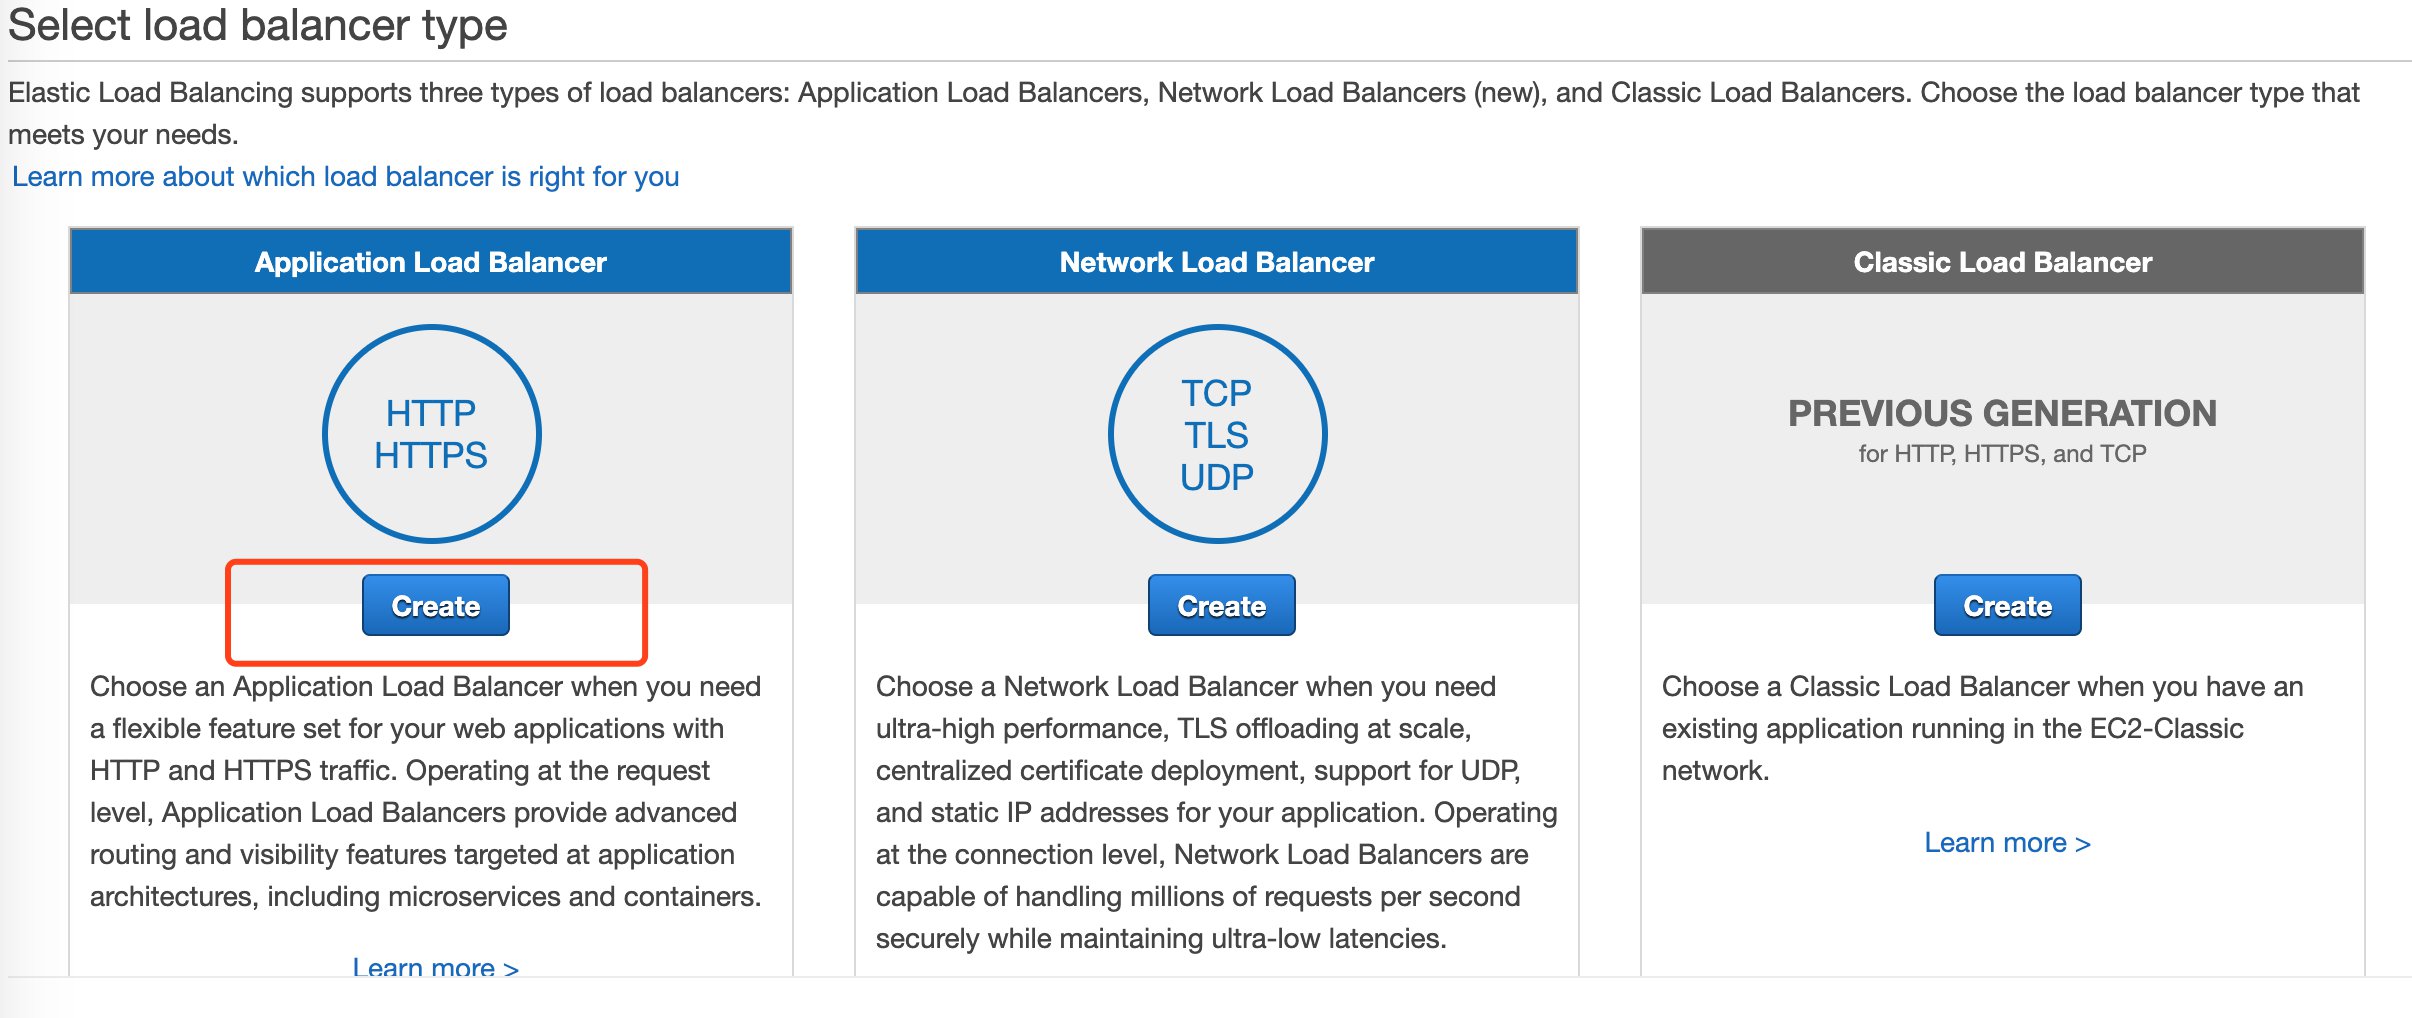 Select load balancer type
Elastic Load Balancing supports three types of load balancers: Application Load Balancers, Network Load Balancers (new), and Classic Load Balancers. Choose the load balancer type that
meets your needs.
Learn more about which load balancer is right for you
Application Load Balancer
HTTP
HTTPS
Create
Choose an Application Load Balancer when you need
a flexible feature set for your web applications with
HTTP and HTTPS traffic. Operating at the request
level, Application Load Balancers provide advanced
routing and visibility features targeted at application
architectures, including microservices and containers.
Learn more >
Network Load Balancer
TCP
TLS
UDP
Create
Choose a Network Load Balancer when you need
ultra-high performance, TLS offloading at scale,
centralized certificate deployment, support for UDP,
and static IP addresses for your application. Operating
at the connection level, Network Load Balancers are
capable of handling millions of requests per second
securely while maintaining ultra-low latencies.
Classic Load Balancer
PREVIOUS GENERATION
for HTTP, HTTPS, and TCP
Create
Choose a Classic Load Balancer when you have an
existing application running in the EC2-Classic
network.
Learn more >